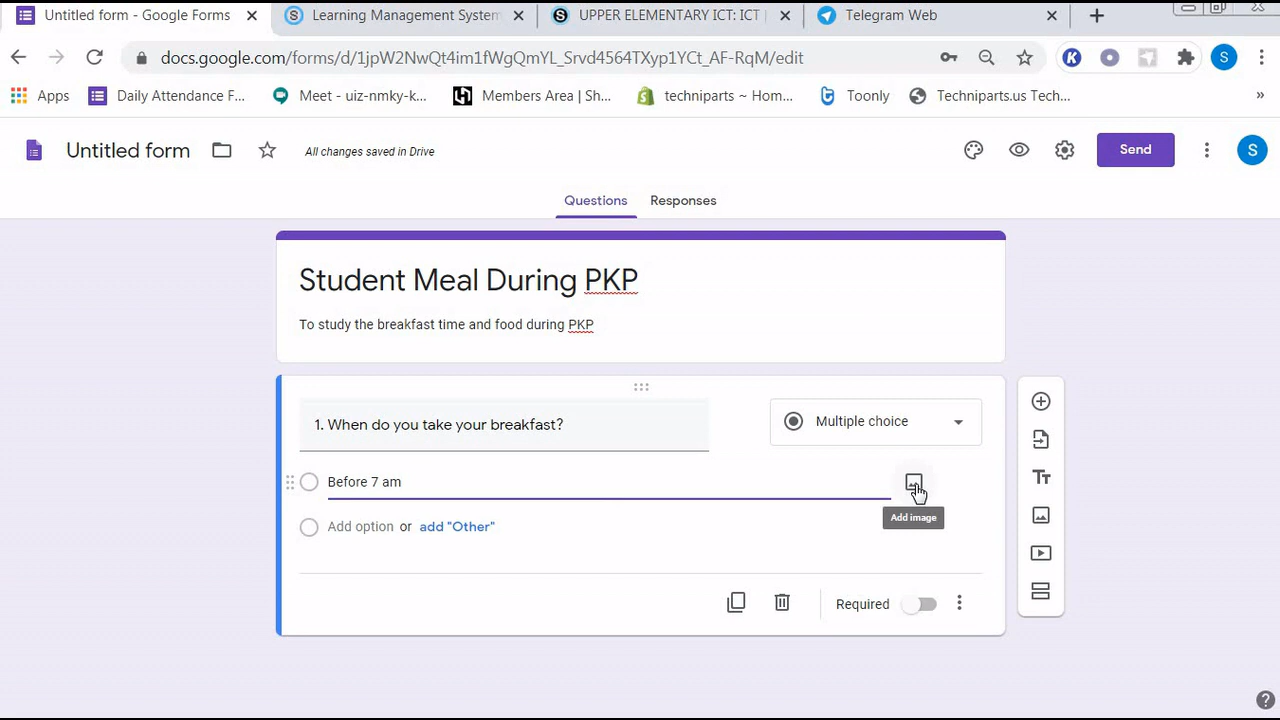 Untitled form - Google Forms
Learning Management System
UPPER ELEMENTARY ICT: ICT
Telegram Web
docs.google.com/forms/d/1JpW2NwQt4im1fWgQmYL_Srvd4564TXyp1YCt_AF-RqM/edit
K
S
Apps
Daily Attendance F...
Meet - uiz-nmky-k...
Members Area | Sh...
techniparts ~ Hom...
Toonly
Techniparts.us Tech...
»
Untitled form
All changes saved in Drive
Send
S
Questions
Responses
Student Meal During PKP
To study the breakfast time and food during PKP
1. When do you take your breakfast?
Multiple choice
Before 7 am
Add image
Add option or add "Other"
Required